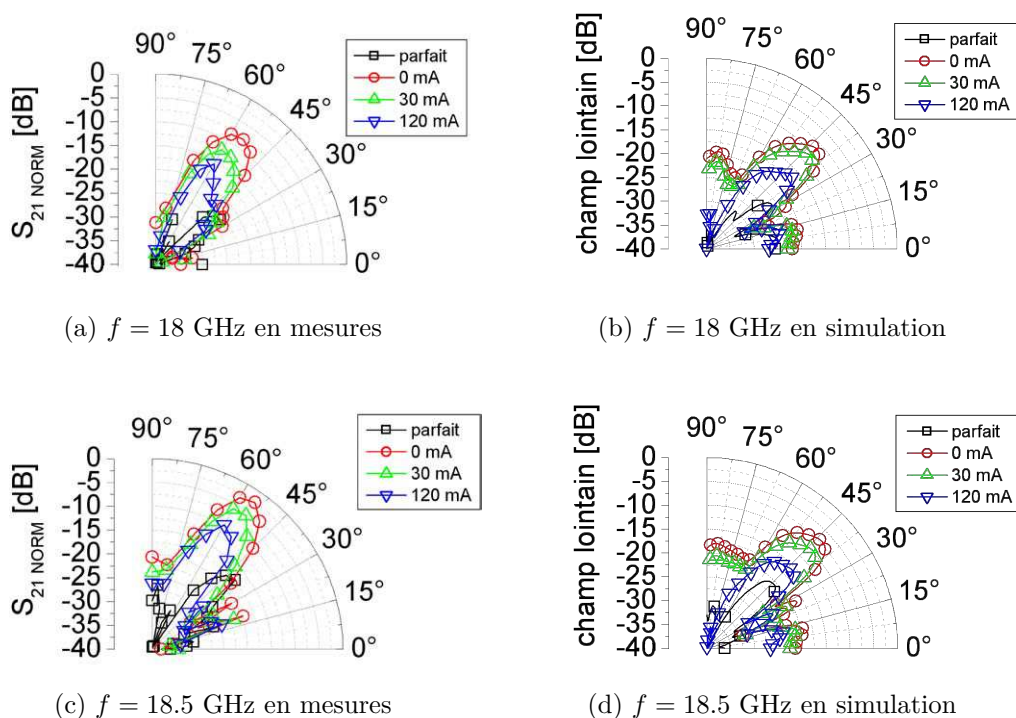 90°
75°
60°
45°
30°
15°
0°
0
-5
-10
-15
-20
-25
-30
-35
-40
S21 NORM [dB]
parfait
0 mA
30 mA
120 mA
(a) f = 18 GHz en mesures
90°
75°
60°
45°
30°
15°
0°
0
-5
-10
-15
-20
-25
-30
-35
-40
champ lointain [dB]
parfait
0 mA
30 mA
120 mA
(b) f = 18 GHz en simulation
90°
75°
60°
45°
30°
15°
0°
0
-5
-10
-15
-20
-25
-30
-35
-40
S21 NORM [dB]
parfait
0 mA
30 mA
120 mA
(c) f = 18.5 GHz en mesures
90°
75°
60°
45°
30°
15°
0°
0
-5
-10
-15
-20
-25
-30
-35
-40
champ lointain [dB]
parfait
0 mA
30 mA
120 mA
(d) f = 18.5 GHz en simulation